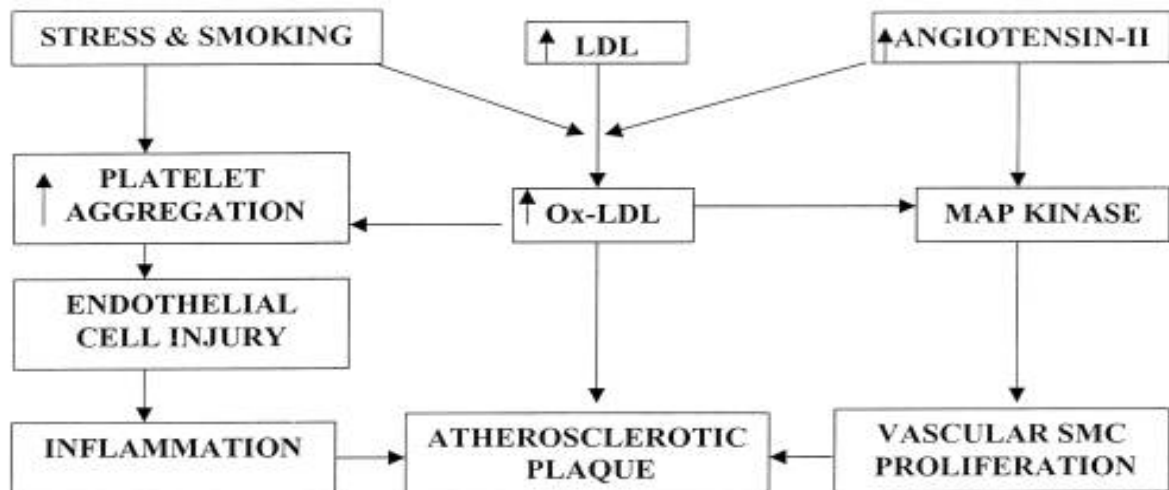 STRESS & SMOKING
↑ LDL
↑ ANGIOTENSIN-II
↑ PLATELET
AGGREGATION
↑ Ox-LDL
MAP KINASE
ENDOTHELIAL
CELL INJURY
INFLAMMATION
ATHEROSCLEROTIC
PLAQUE
VASCULAR SMC
PROLIFERATION